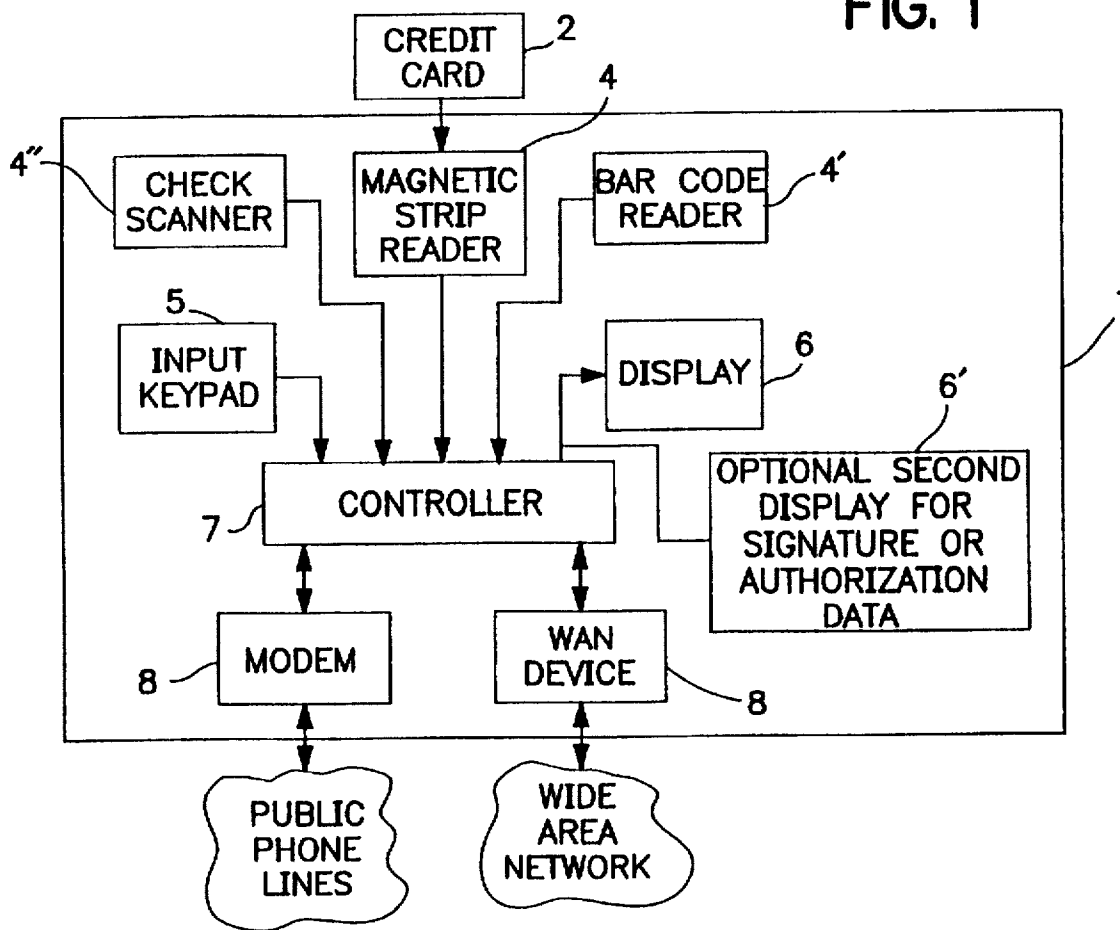 FIG. 1
CREDIT
CARD
2
4
4"
CHECK
SCANNER
MAGNETIC
STRIP
READER
BAR CODE
READER
4'
5
INPUT
KEYPAD
DISPLAY
6
6'
CONTROLLER
7
OPTIONAL SECOND
DISPLAY FOR
SIGNATURE OR
AUTHORIZATION
DATA
MODEM
8
WAN
DEVICE
8
PUBLIC
PHONE
LINES
WIDE
AREA
NETWORK